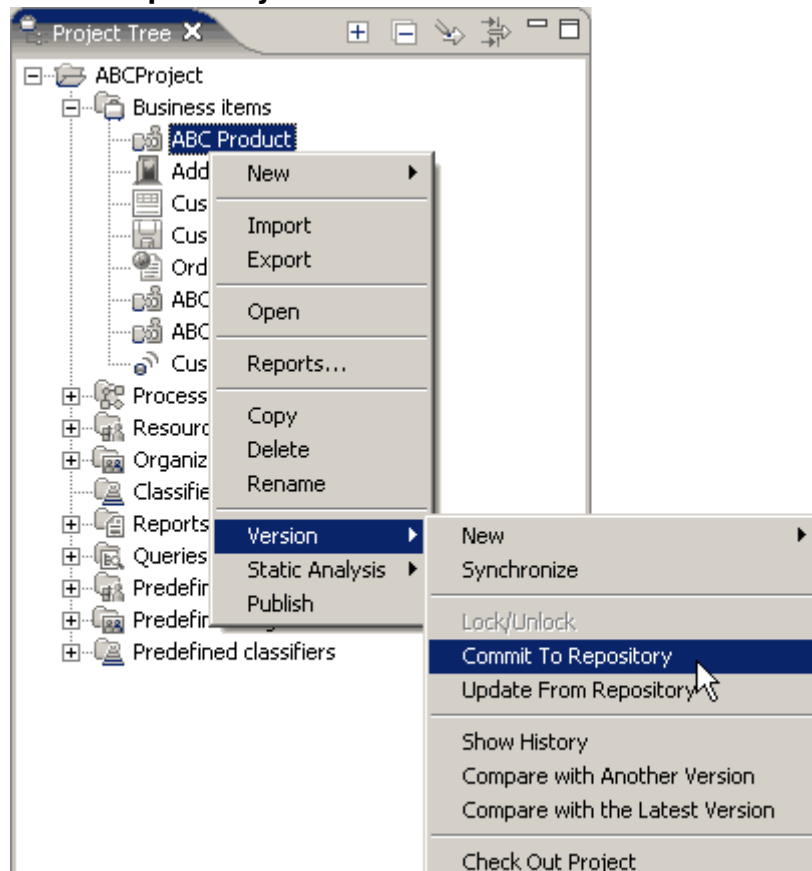 Project Tree
ABCProject
Business items
ABC Product
Add
Cus
Cus
Ord
ABC
ABC
Cus
Process
Resourc
Organiz
Classifie
Reports
Queries
Predefin
Predefin
Predefined classifiers
New
Import
Export
Open
Reports...
Copy
Delete
Rename
Version
Static Analysis
Publish
New
Synchronize
Lock/Unlock
Commit To Repository
Update From Repository
Show History
Compare with Another Version
Compare with the Latest Version
Check Out Project